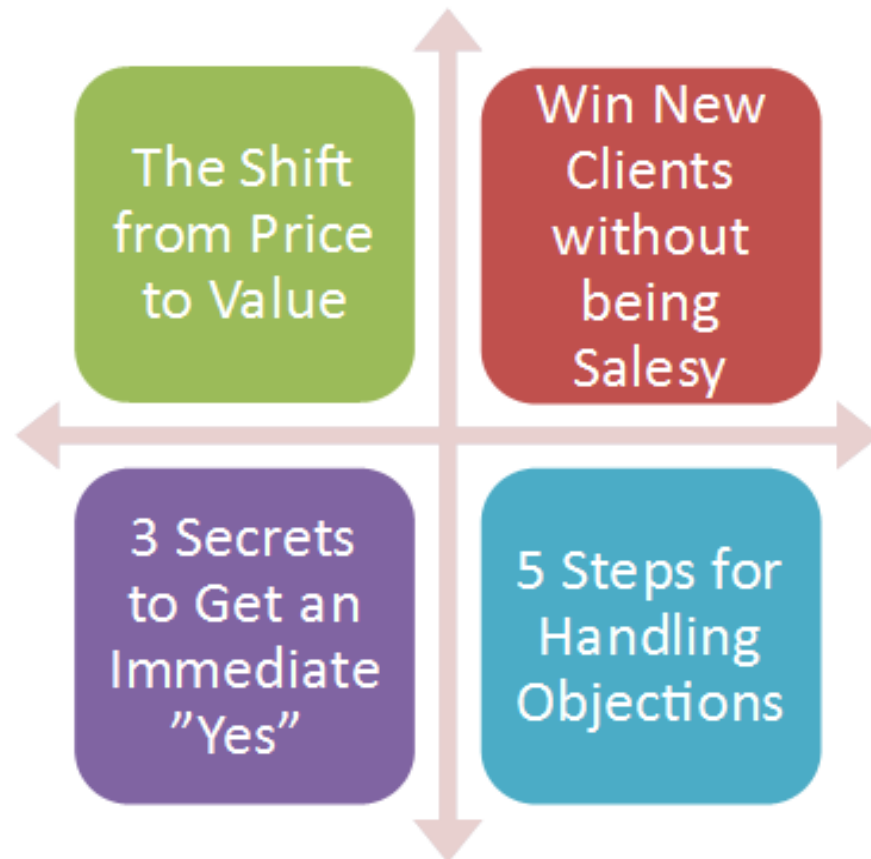 The Shift
from Price
to Value
Win New
Clients
without
being
Salesy
3 Secrets
to Get an
Immediate
”Yes”
5 Steps for
Handling
Objections